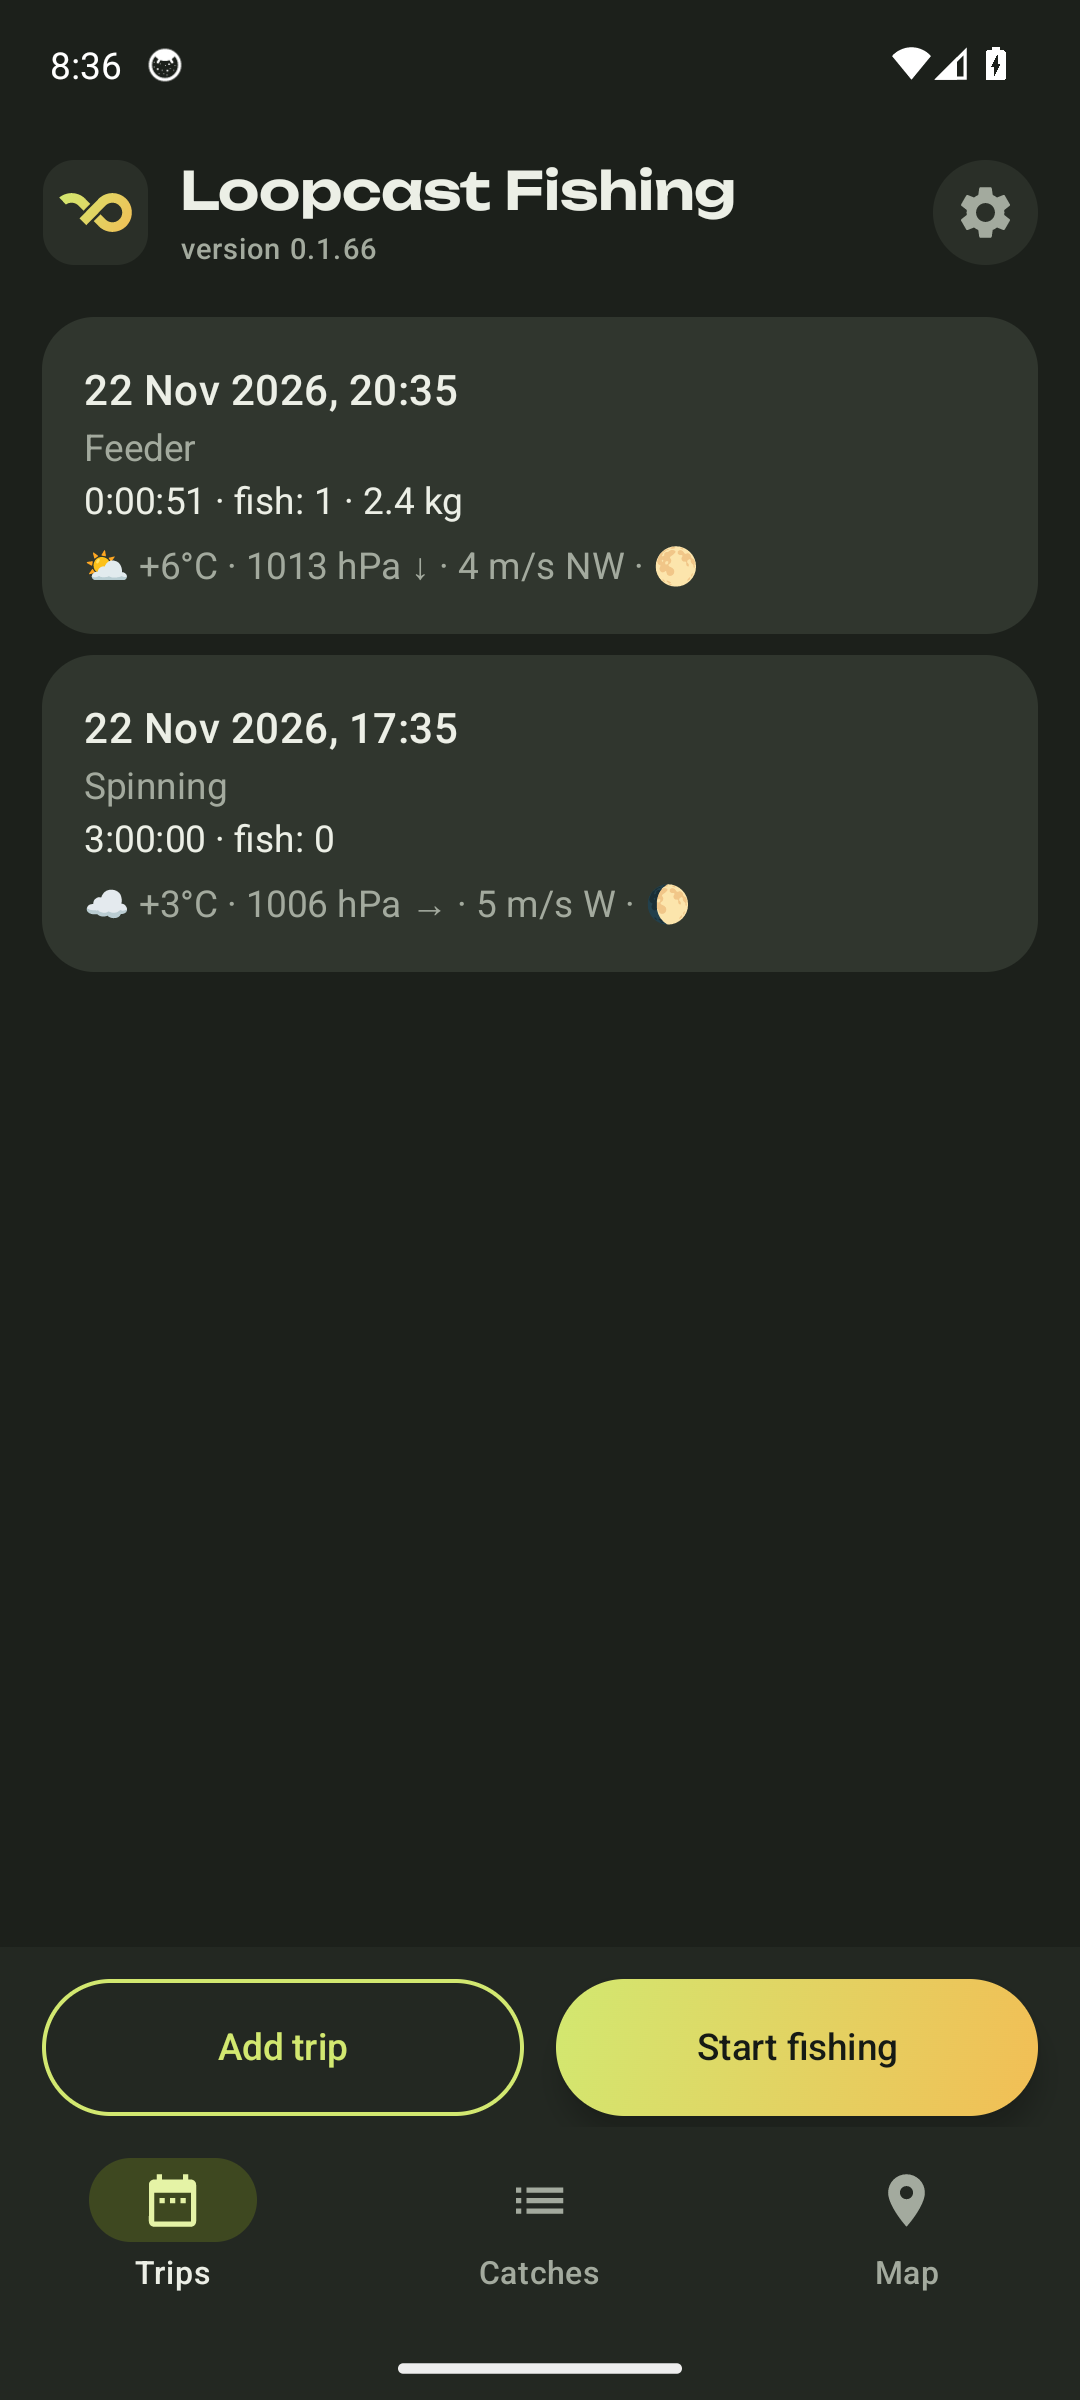 8:36
Loopcast Fishing
version 0.1.66
22 Nov 2026, 20:35
Feeder
0:00:51 · fish: 1 · 2.4 kg
⛅ +6°C · 1013 hPa ↓ · 4 m/s NW · 🌕
22 Nov 2026, 17:35
Spinning
3:00:00 · fish: 0
☁️ +3°C · 1006 hPa → · 5 m/s W · 🌔
Add trip
Start fishing
Trips
Catches
Map